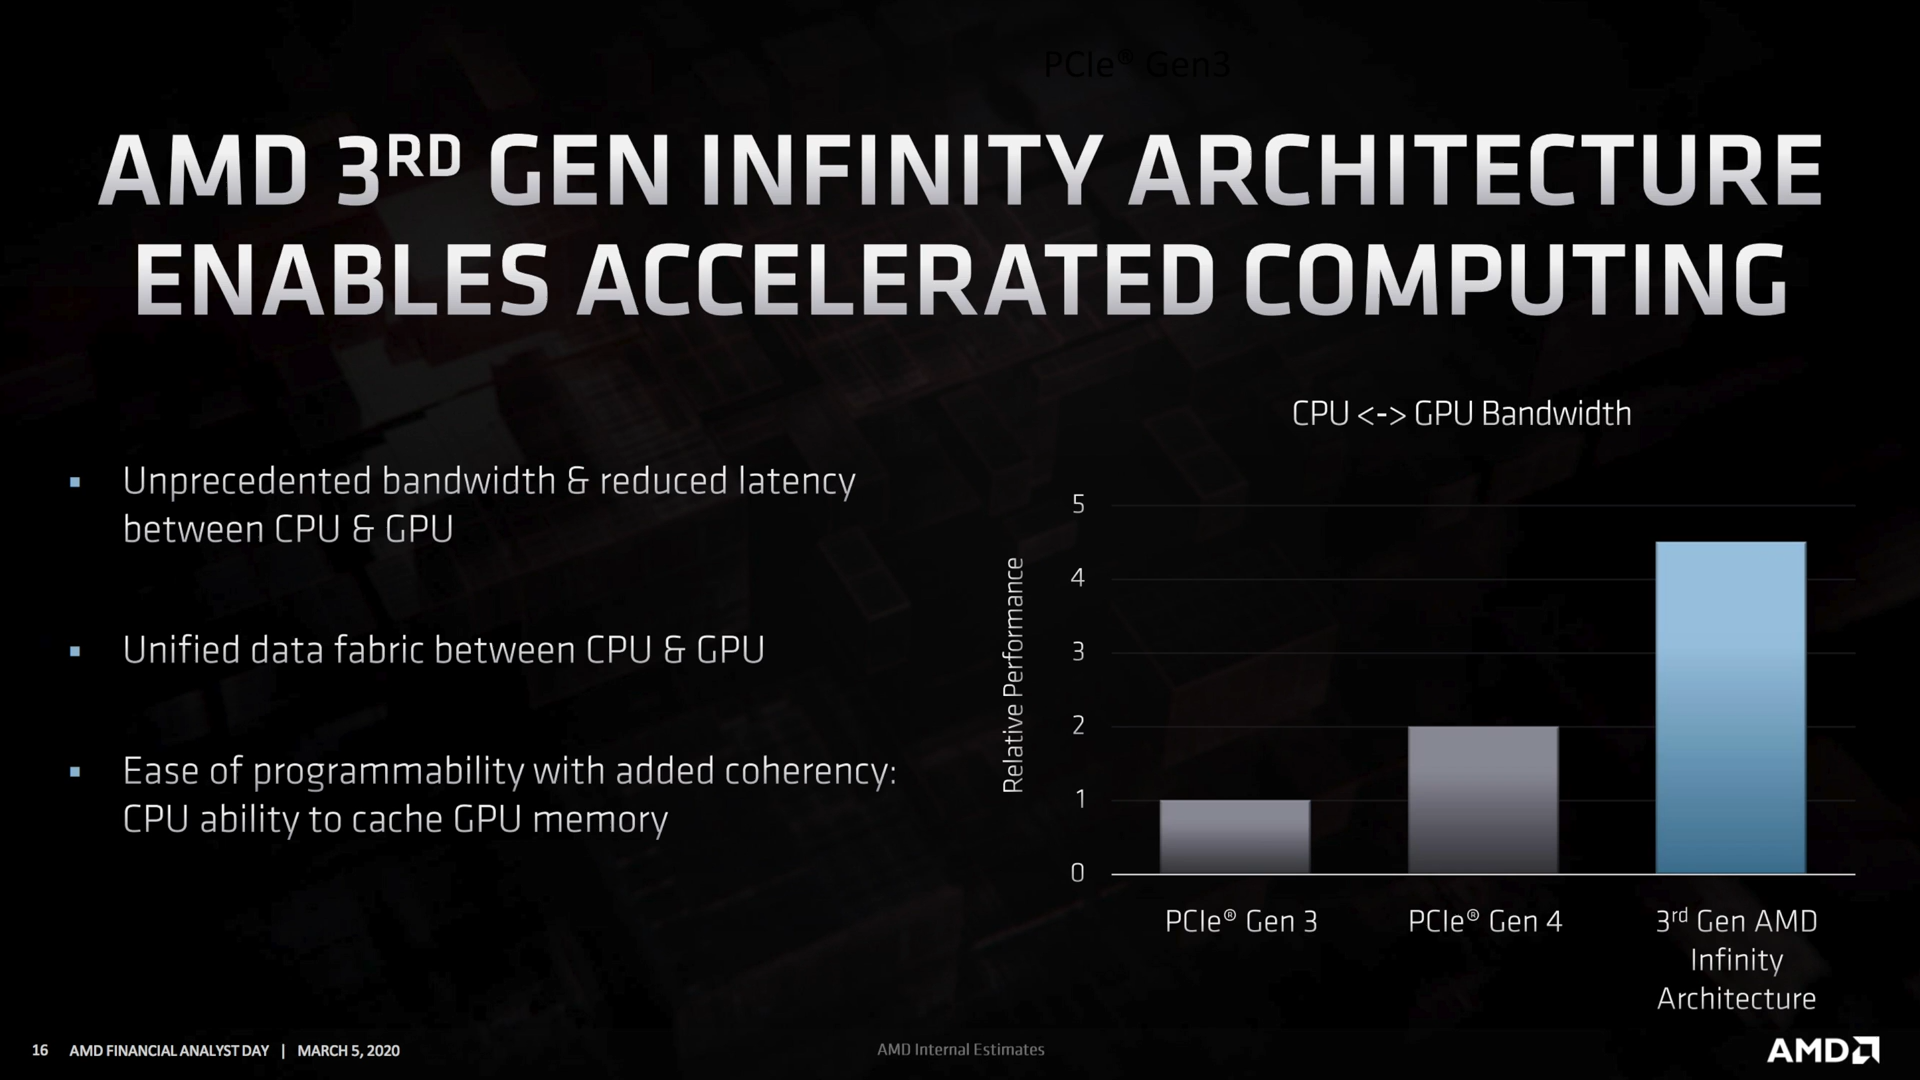 PCIe® Gen3
AMD 3RD GEN INFINITY ARCHITECTURE
ENABLES ACCELERATED COMPUTING
▪ Unprecedented bandwidth & reduced latency
between CPU & GPU
▪ Unified data fabric between CPU & GPU
▪ Ease of programmability with added coherency:
CPU ability to cache GPU memory
CPU <-> GPU Bandwidth
Relative Performance
5
4
3
2
1
0
PCIe® Gen 3
PCIe® Gen 4
3rd Gen AMD
Infinity
Architecture
16 AMD FINANCIAL ANALYST DAY | MARCH 5, 2020
AMD Internal Estimates
AMD